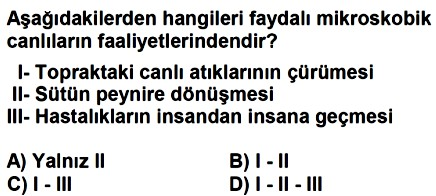 Aşağıdakilerden hangileri faydalı mikroskobik
canlıların faaliyetlerindendir?
I- Topraktaki canlı atıklarının çürümesi
II- Sütün peynire dönüşmesi
III- Hastalıkların insandan insana geçmesi
A) Yalnız II B) I - II
C) I - III D) I - II - III